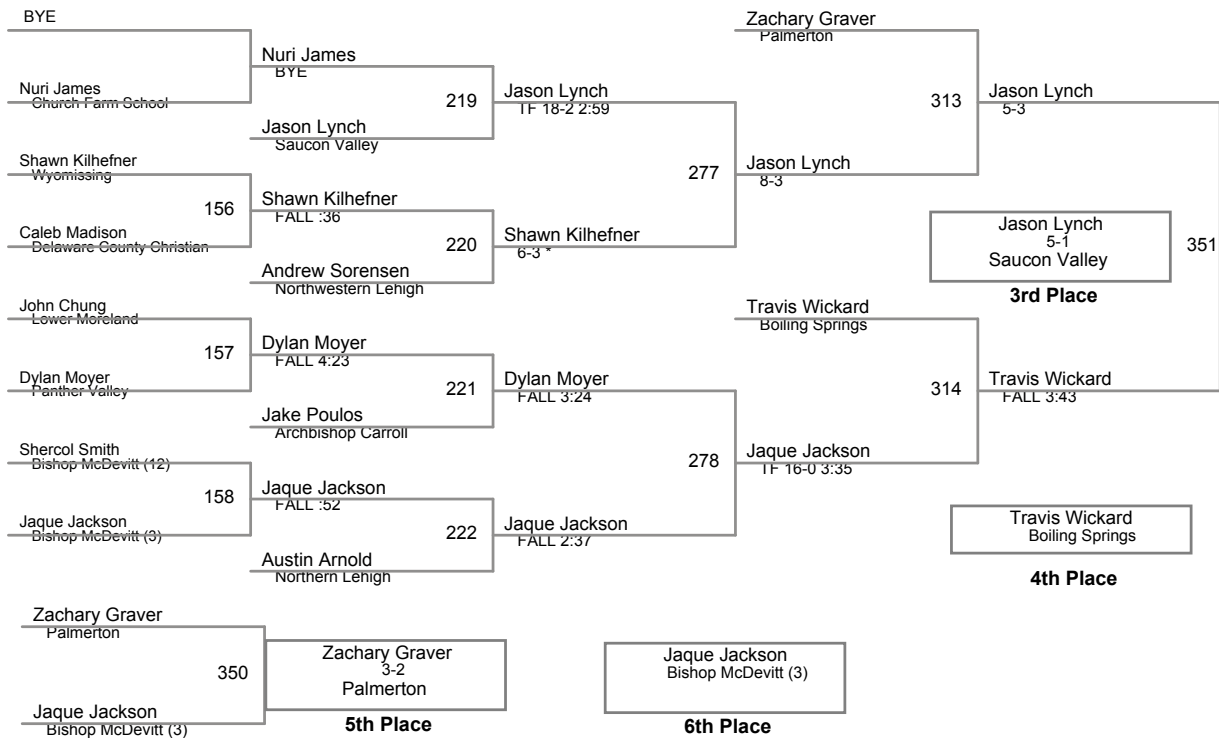 BYE
Nuri James
Church Farm School
Shawn Kilhefner
Wyomissing
156
Caleb Madison
Delaware County Christian
John Chung
Lower Moreland
157
Dylan Moyer
Panther Valley
Shercol Smith
Bishop McDevitt (12)
158
Jaque Jackson
Bishop McDevitt (3)
Nuri James
BYE
219
Jason Lynch
Saucon Valley
Shawn Kilhefner
FALL :36
220
Andrew Sorensen
Northwestern Lehigh
Dylan Moyer
FALL 4:23
221
Jake Poulos
Archbishop Carroll
Jaque Jackson
FALL :52
222
Austin Arnold
Northern Lehigh
Jason Lynch
TF 18-2 2:59
277
Shawn Kilhefner
6-3 *
Dylan Moyer
FALL 3:24
278
Jaque Jackson
FALL 2:37
Zachary Graver
Palmerton
313
Jason Lynch
8-3
Travis Wickard
Boiling Springs
314
Jaque Jackson
TF 16-0 3:35
Jason Lynch
5-3
351
Travis Wickard
FALL 3:43
Jason Lynch
5-1
Saucon Valley
3rd Place
Travis Wickard
Boiling Springs
4th Place
Zachary Graver
Palmerton
350
Jaque Jackson
Bishop McDevitt (3)
Zachary Graver
3-2
Palmerton
5th Place
Jaque Jackson
Bishop McDevitt (3)
6th Place